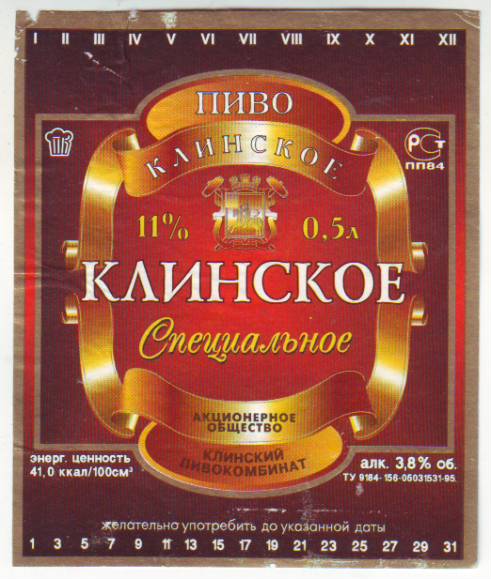 I II III IV V VI VII VIII IX X XI XII
ПИВО
КЛИНСКОЕ
ПК
РСТ
ПП84
11% 0,5л
КЛИНСКОЕ
Специальное
АКЦИОНЕРНОЕ
ОБЩЕСТВО
КЛИНСКИЙ
ПИВОКОМБИНАТ
энерг. ценность
41,0 ккал/100см³
алк. 3,8% об.
ТУ 9184-156-05031531-95.
желательно употребить до указанной даты
1 3 5 7 9 11 13 15 17 19 21 23 25 27 29 31